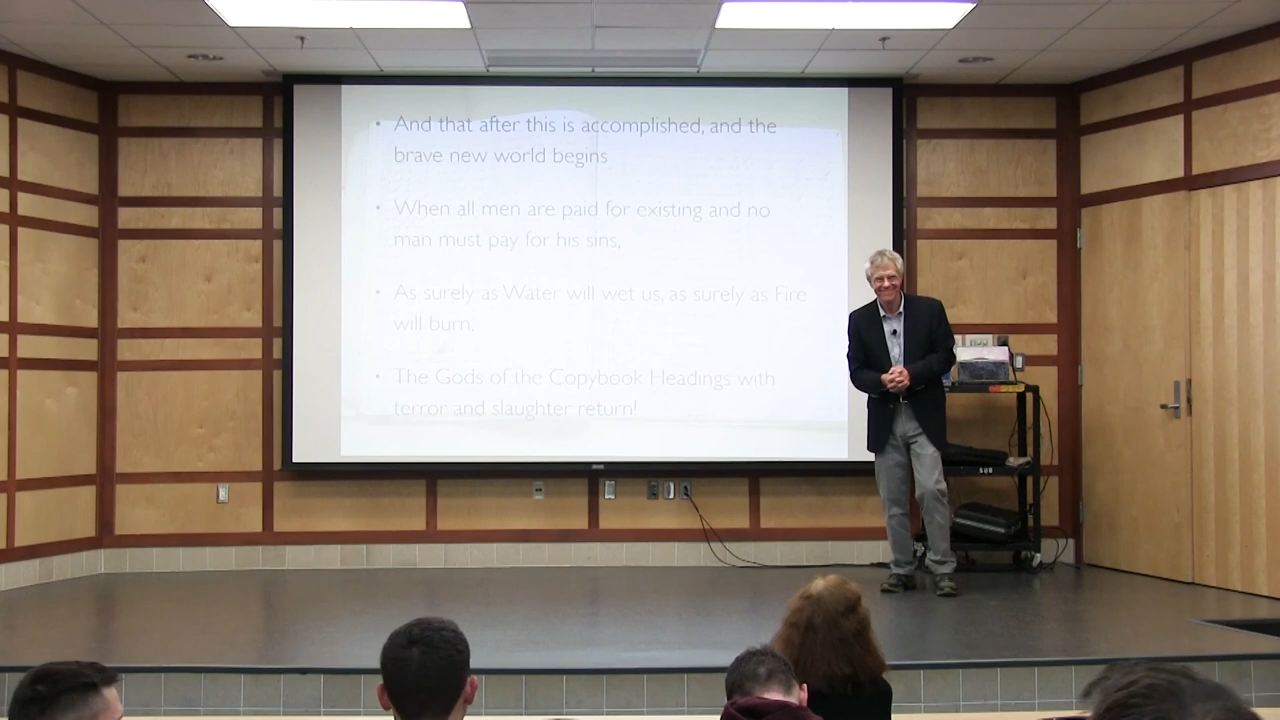 • And that after this is accomplished, and the
brave new world begins
• When all men are paid for existing and no
man must pay for his sins,
• As surely as Water will wet us, as surely as Fire
will burn,
• The Gods of the Copybook Headings with
terror and slaughter return!
SUB